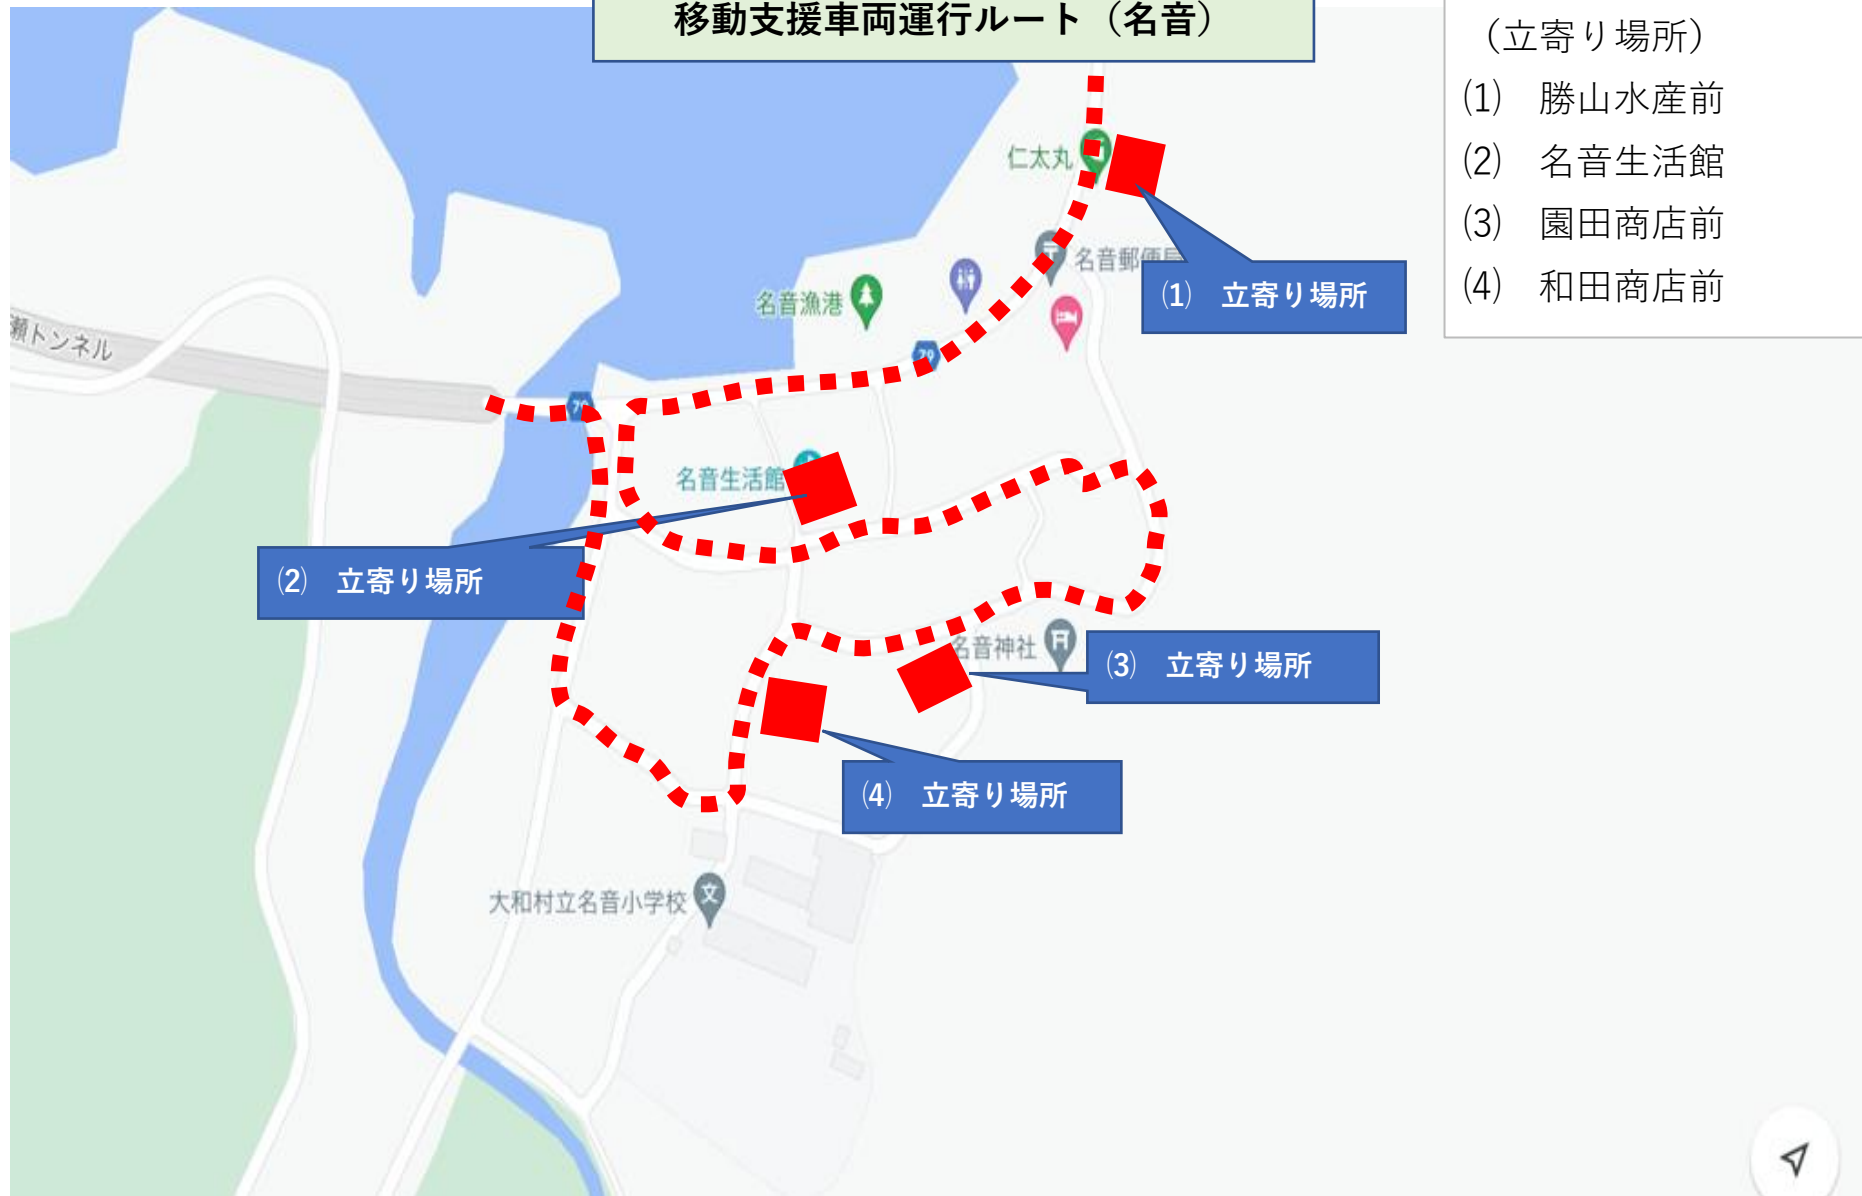 移動支援車両運行ルート（名音）
（立寄り場所）
⑴　勝山水産前
⑵　名音生活館
⑶　園田商店前
⑷　和田商店前
仁太丸
名音郵便局
⑴　立寄り場所
名音漁港
79
瀬トンネル
79
名音生活館
⑵　立寄り場所
名音神社
⑶　立寄り場所
⑷　立寄り場所
大和村立名音小学校
文